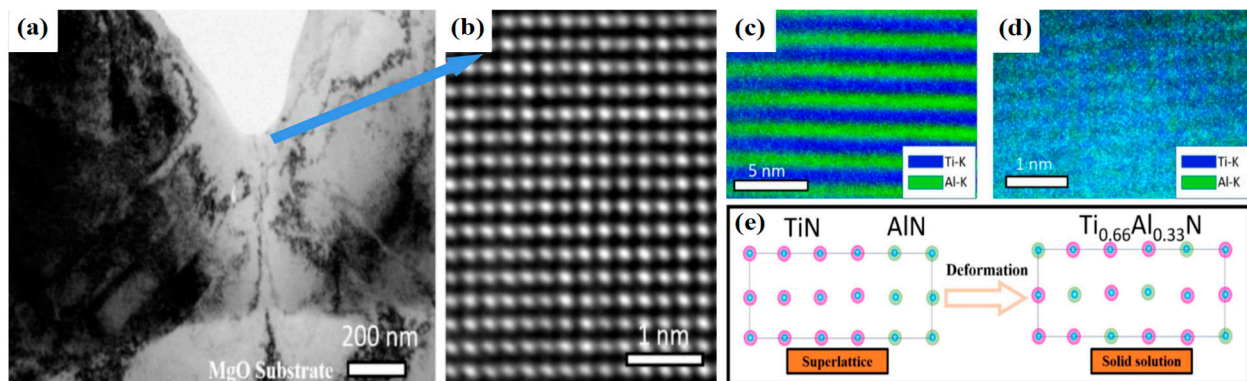 (a)
200 nm
MgO Substrate
(b)
1 nm
(c)
Ti-K
Al-K
5 nm
(d)
Ti-K
Al-K
1 nm
(e)
TiN AlN
Ti0.66Al0.33N
Deformation
Superlattice
Solid solution